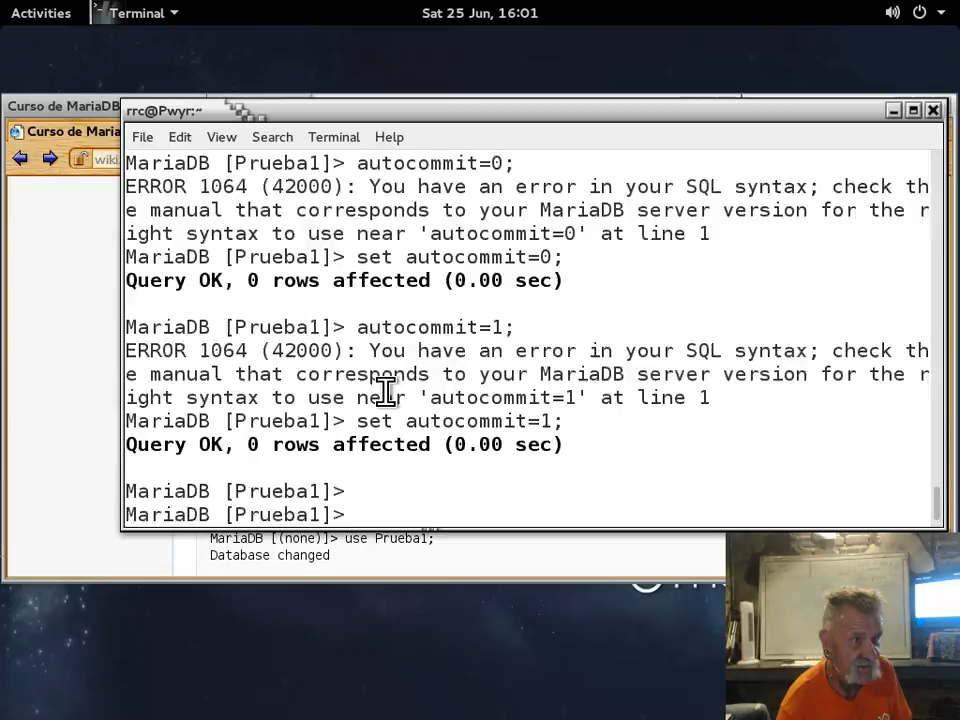 Activities
Terminal
Sat 25 Jun, 16:01
Curso de MariaDB
rrc@Pwyr:~
Curso de Maria
File Edit View Search Terminal Help
wiki
MariaDB [Prueba1]> autocommit=0;
ERROR 1064 (42000): You have an error in your SQL syntax; check th
e manual that corresponds to your MariaDB server version for the r
ight syntax to use near 'autocommit=0' at line 1
MariaDB [Prueba1]> set autocommit=0;
Query OK, 0 rows affected (0.00 sec)
MariaDB [Prueba1]> autocommit=1;
ERROR 1064 (42000): You have an error in your SQL syntax; check th
e manual that corresponds to your MariaDB server version for the r
ight syntax to use near 'autocommit=1' at line 1
MariaDB [Prueba1]> set autocommit=1;
Query OK, 0 rows affected (0.00 sec)
MariaDB [Prueba1]>
MariaDB [Prueba1]>
MariaDB [(none)]> use Prueba1;
Database changed